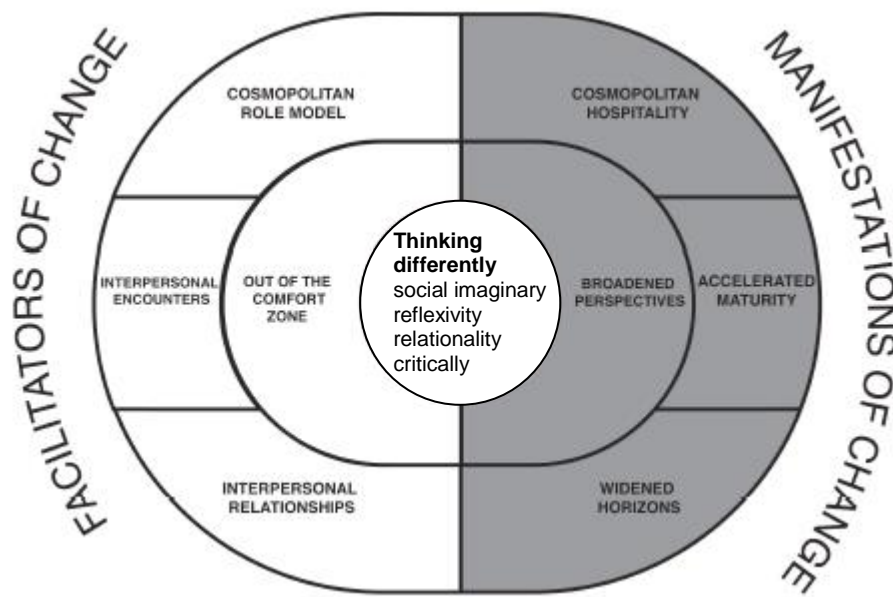 FACILITATORS OF CHANGE
COSMOPOLITAN
ROLE MODEL
INTERPERSONAL
ENCOUNTERS
OUT OF THE
COMFORT
ZONE
INTERPERSONAL
RELATIONSHIPS
Thinking
differently
social imaginary
reflexivity
relationality
critically
COSMOPOLITAN
HOSPITALITY
BROADENED
PERSPECTIVES
ACCELERATED
MATURITY
WIDENED
HORIZONS
MANIFESTATIONS OF CHANGE